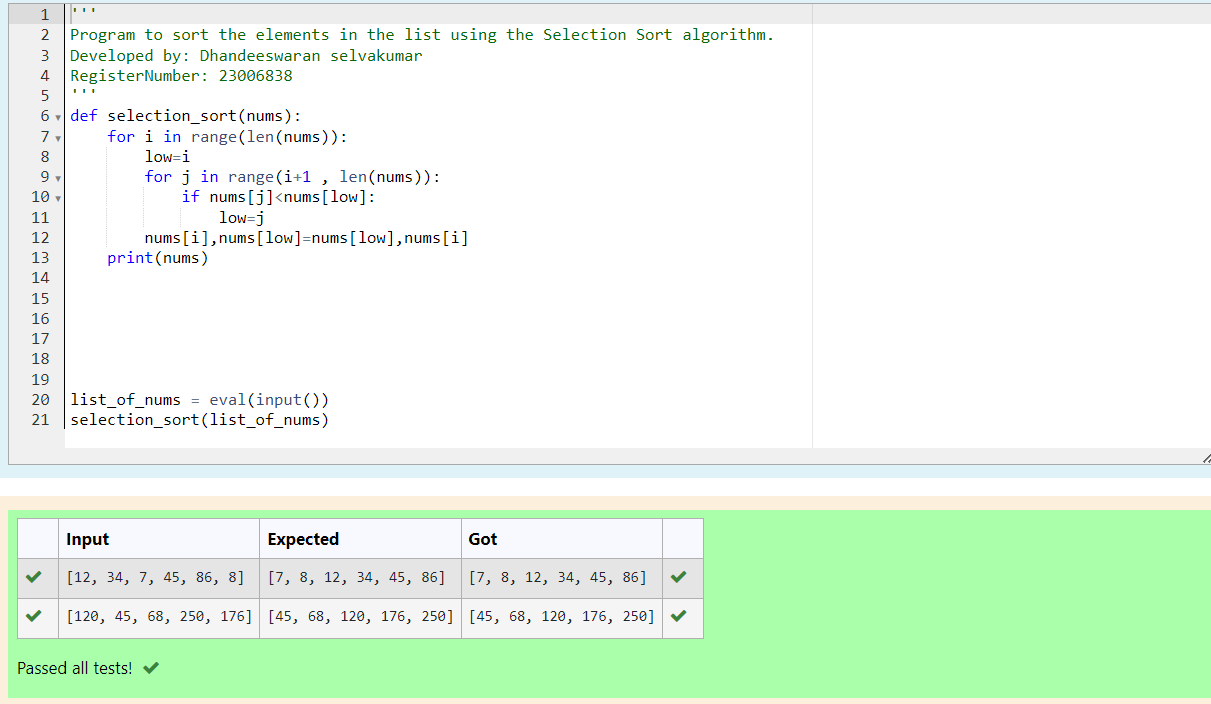 1 '''
2 Program to sort the elements in the list using the Selection Sort algorithm.
3 Developed by: Dhandeeswaran selvakumar
4 RegisterNumber: 23006838
5 '''
6 def selection_sort(nums):
7     for i in range(len(nums)):
8         low=i
9         for j in range(i+1 , len(nums)):
10             if nums[j]<nums[low]:
11                 low=j
12         nums[i],nums[low]=nums[low],nums[i]
13     print(nums)
14
15
16
17
18
19
20 list_of_nums = eval(input())
21 selection_sort(list_of_nums)
Input Expected Got
[12, 34, 7, 45, 86, 8] [7, 8, 12, 34, 45, 86] [7, 8, 12, 34, 45, 86]
[120, 45, 68, 250, 176] [45, 68, 120, 176, 250] [45, 68, 120, 176, 250]
Passed all tests!